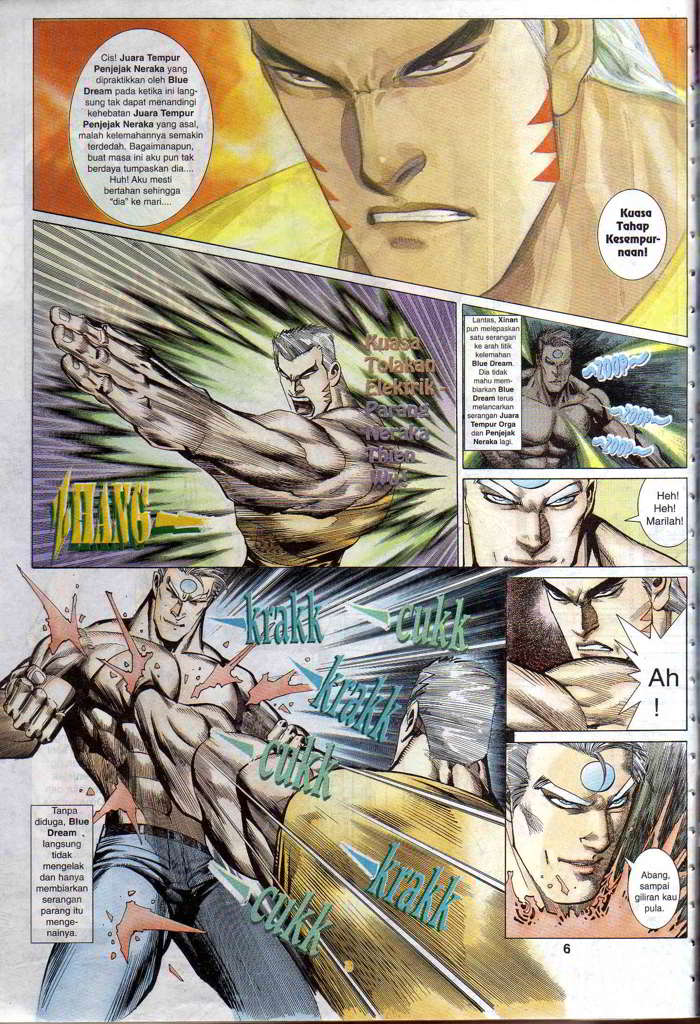 Cis! Juara Tempur
Penjejak Neraka yang
dipraktikkan oleh Blue
Dream pada ketika ini lang-
sung tak dapat menandingi
kehebatan Juara Tempur
Penjejak Neraka yang asal,
malah kelemahannya semakin
terdedah. Bagaimanapun,
buat masa ini aku pun tak
berdaya tumpaskan dia....
Huh! Aku mesti
bertahan sehingga
"dia" ke mari....
Kuasa
Tahap
Kesempur-
naan!
Kuasa
Tolakan
Elektrik -
Parang
Neraka
Thien
Wu!
BANG
Lantas, Xinan
pun melepaskan
satu serangan
ke arah titik
kelemahan
Blue Dream.
Dia tidak
mahu mem-
biarkan Blue
Dream terus
melancarkan
serangan Juara
Tempur Orga
dan Penjejak
Neraka lagi.
ZOOP
ZOOP
ZOOP
Heh!
Heh!
Marilah!
krakk
cukk
krakk
cukk
krakk
cukk
Tanpa
diduga, Blue
Dream
langsung
tidak
mengelak
dan hanya
membiarkan
serangan
parang itu
menge-
nainya.
Ah
!
Abang,
sampai
giliran kau
pula.
6